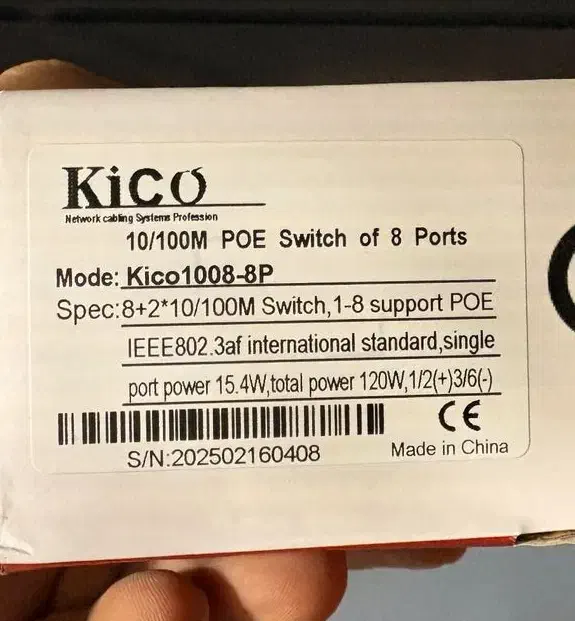 Kico
Network cabling Systems Profession
10/100M POE Switch of 8 Ports
Mode: Kico1008-8P
Spec:8+2*10/100M Switch,1-8 support POE
IEEE802.3af international standard,single
port power 15.4W,total power 120W,1/2(+)3/6(-)
CE
S/N:202502160408
Made in China